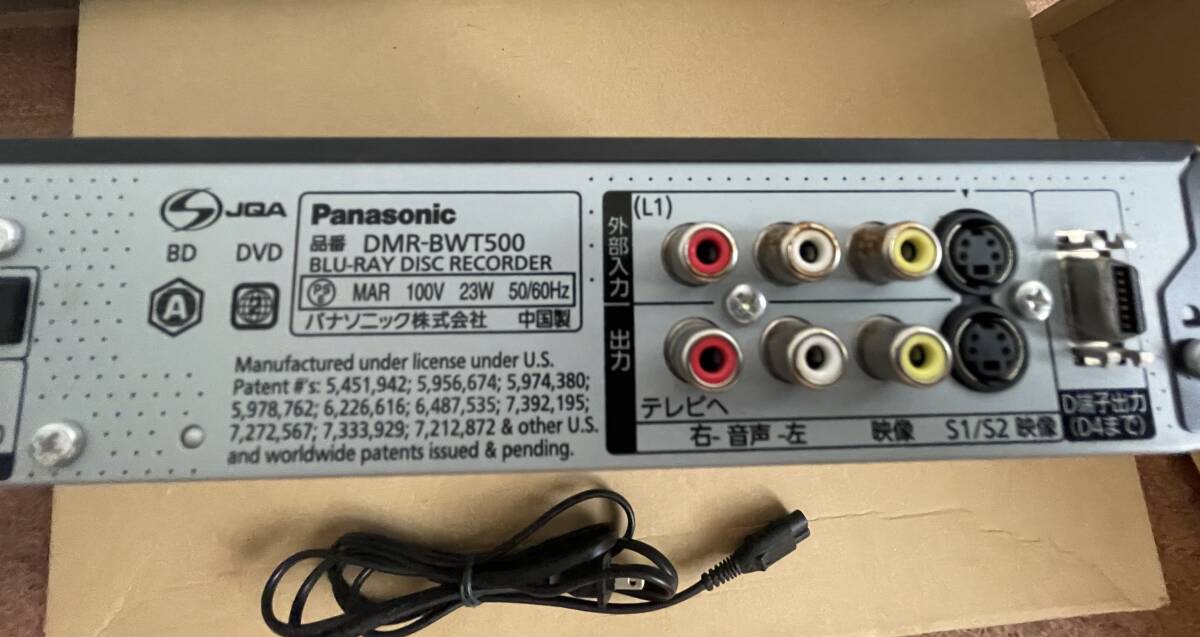 JQA
BD DVD
A
2
Panasonic
品番 DMR-BWT500
BLU-RAY DISC RECORDER
PS E MAR 100V 23W 50/60Hz
パナソニック株式会社 中国製
Manufactured under license under U.S.
Patent #'s: 5,451,942; 5,956,674; 5,974,380;
5,978,762; 6,226,616; 6,487,535; 7,392,195;
7,272,567; 7,333,929; 7,212,872 & other U.S.
and worldwide patents issued & pending.
外部入力
(L1)
出力
テレビへ
右-音声-左 映像 S1/S2 映像
D端子出力
(D4まで)